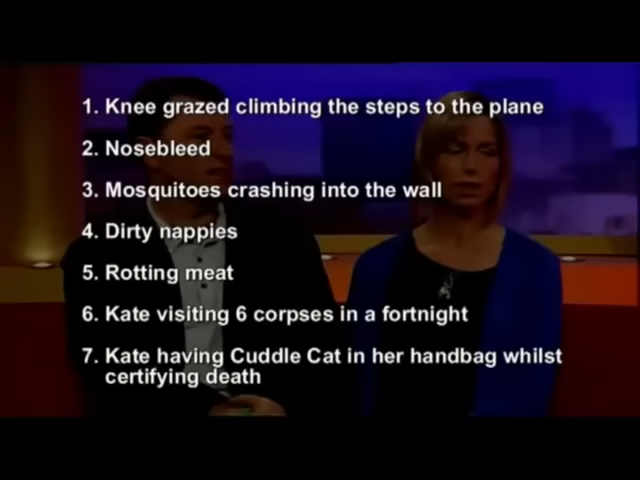 1. Knee grazed climbing the steps to the plane
2. Nosebleed
3. Mosquitoes crashing into the wall
4. Dirty nappies
5. Rotting meat
6. Kate visiting 6 corpses in a fortnight
7. Kate having Cuddle Cat in her handbag whilst
certifying death